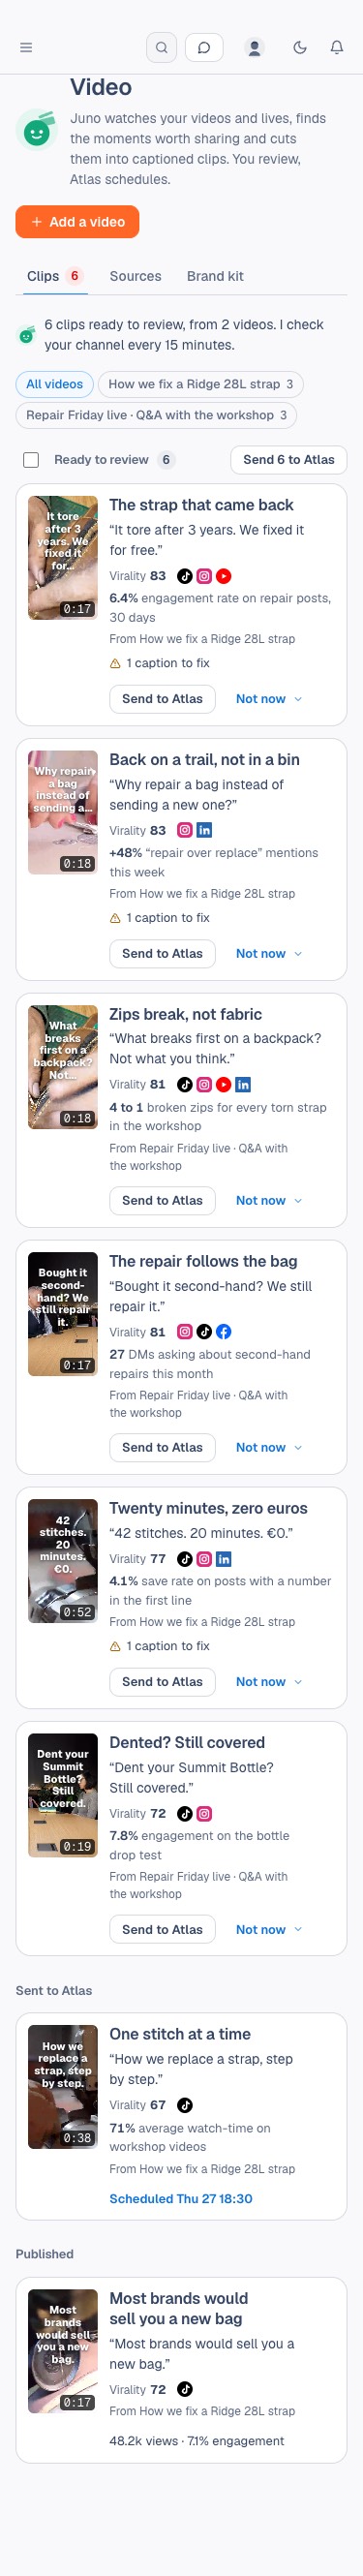 Video
Juno watches your videos and lives, finds
the moments worth sharing and cuts
them into captioned clips. You review,
Atlas schedules.
+ Add a video
Clips 6 Sources Brand kit
6 clips ready to review, from 2 videos. I check
your channel every 15 minutes.
All videos How we fix a Ridge 28L strap 3
Repair Friday live · Q&A with the workshop 3
Ready to review 6 Send 6 to Atlas
It tore
after 3
years. We
fixed it
for...
0:17
The strap that came back
“It tore after 3 years. We fixed it
for free.”
Virality 83
6.4% engagement rate on repair posts,
30 days
From How we fix a Ridge 28L strap
1 caption to fix
Send to Atlas Not now
Why repair
a bag
instead of
sending a...
0:18
Back on a trail, not in a bin
“Why repair a bag instead of
sending a new one?”
Virality 83
+48% “repair over replace” mentions
this week
From How we fix a Ridge 28L strap
1 caption to fix
Send to Atlas Not now
What
breaks
first on a
backpack?
Not...
0:18
Zips break, not fabric
“What breaks first on a backpack?
Not what you think.”
Virality 81
4 to 1 broken zips for every torn strap
in the workshop
From Repair Friday live · Q&A with
the workshop
Send to Atlas Not now
Bought it
second-
hand? We
still repair
it.
0:17
The repair follows the bag
“Bought it second-hand? We still
repair it.”
Virality 81
27 DMs asking about second-hand
repairs this month
From Repair Friday live · Q&A with
the workshop
Send to Atlas Not now
42
stitches.
20
minutes.
€0.
0:52
Twenty minutes, zero euros
“42 stitches. 20 minutes. €0.”
Virality 77
4.1% save rate on posts with a number
in the first line
From How we fix a Ridge 28L strap
1 caption to fix
Send to Atlas Not now
Dent your
Summit
Bottle?
Still
covered.
0:19
Dented? Still covered
“Dent your Summit Bottle?
Still covered.”
Virality 72
7.8% engagement on the bottle
drop test
From Repair Friday live · Q&A with
the workshop
Send to Atlas Not now
Sent to Atlas
How we
replace a
strap, step
by step.
0:38
One stitch at a time
“How we replace a strap, step
by step.”
Virality 67
71% average watch-time on
workshop videos
From How we fix a Ridge 28L strap
Scheduled Thu 27 18:30
Published
Most
brands
would sell
you a new
bag.
0:17
Most brands would
sell you a new bag
“Most brands would sell you a
new bag.”
Virality 72
From How we fix a Ridge 28L strap
48.2k views · 7.1% engagement